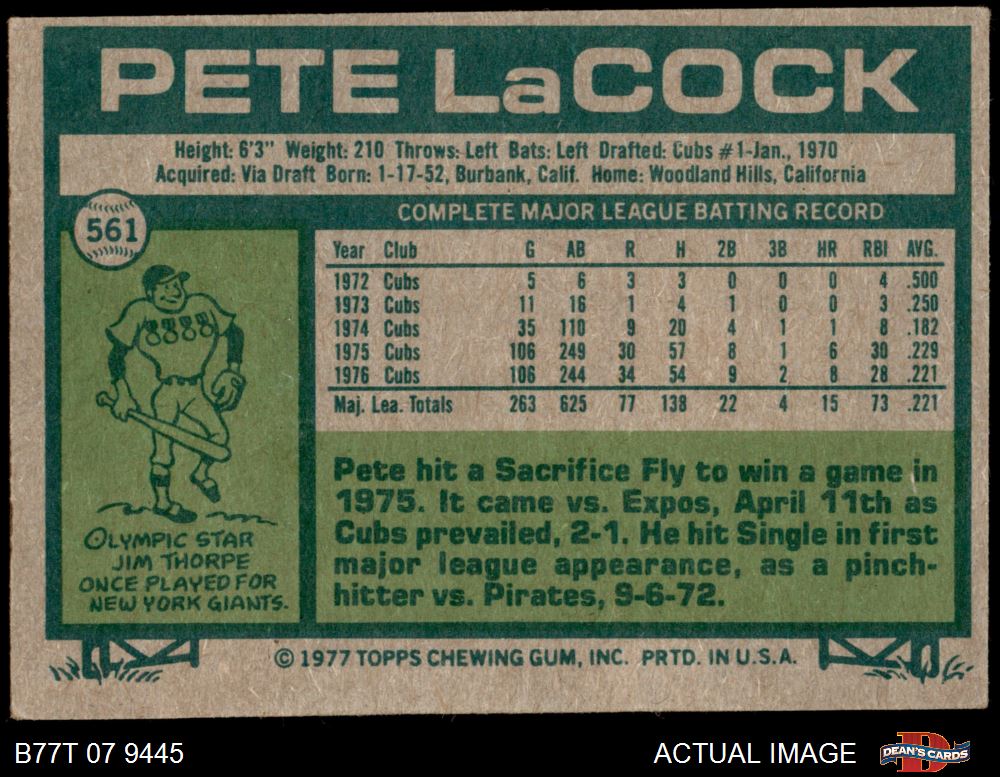 PETE LaCOCK
Height: 6'3" Weight: 210 Throws: Left Bats: Left Drafted: Cubs #1-Jan., 1970
Acquired: Via Draft Born: 1-17-52, Burbank, Calif. Home: Woodland Hills, California
561
COMPLETE MAJOR LEAGUE BATTING RECORD
Year Club G AB R H 2B 3B HR RBI AVG.
1972 Cubs 5 6 3 3 0 0 0 4 .500
1973 Cubs 11 16 1 4 1 0 0 3 .250
1974 Cubs 35 110 9 20 4 1 1 8 .182
1975 Cubs 106 249 30 57 8 1 6 30 .229
1976 Cubs 106 244 34 54 9 2 8 28 .221
Maj. Lea. Totals 263 625 77 138 22 4 15 73 .221
OLYMPIC STAR
JIM THORPE
ONCE PLAYED FOR
NEW YORK GIANTS.
Pete hit a Sacrifice Fly to win a game in
1975. It came vs. Expos, April 11th as
Cubs prevailed, 2-1. He hit Single in first
major league appearance, as a pinch-
hitter vs. Pirates, 9-6-72.
© 1977 TOPPS CHEWING GUM, INC. PRTD. IN U.S.A.
B77T 07 9445
ACTUAL IMAGE
DEAN'S CARDS